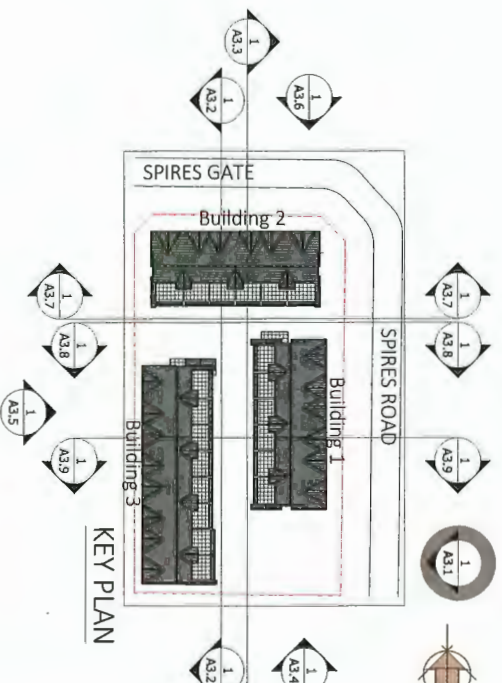 1
A3.3
1
A3.2
1
A3.6
SPIRES GATE
Building 2
1
A3.7
1
A3.8
1
A3.5
1
A3.9
1
A3.7
1
A3.8
SPIRES ROAD
Building 1
Building 3
1
A3.9
1
A3.1
KEY PLAN
1
A3.2
1
A3.4